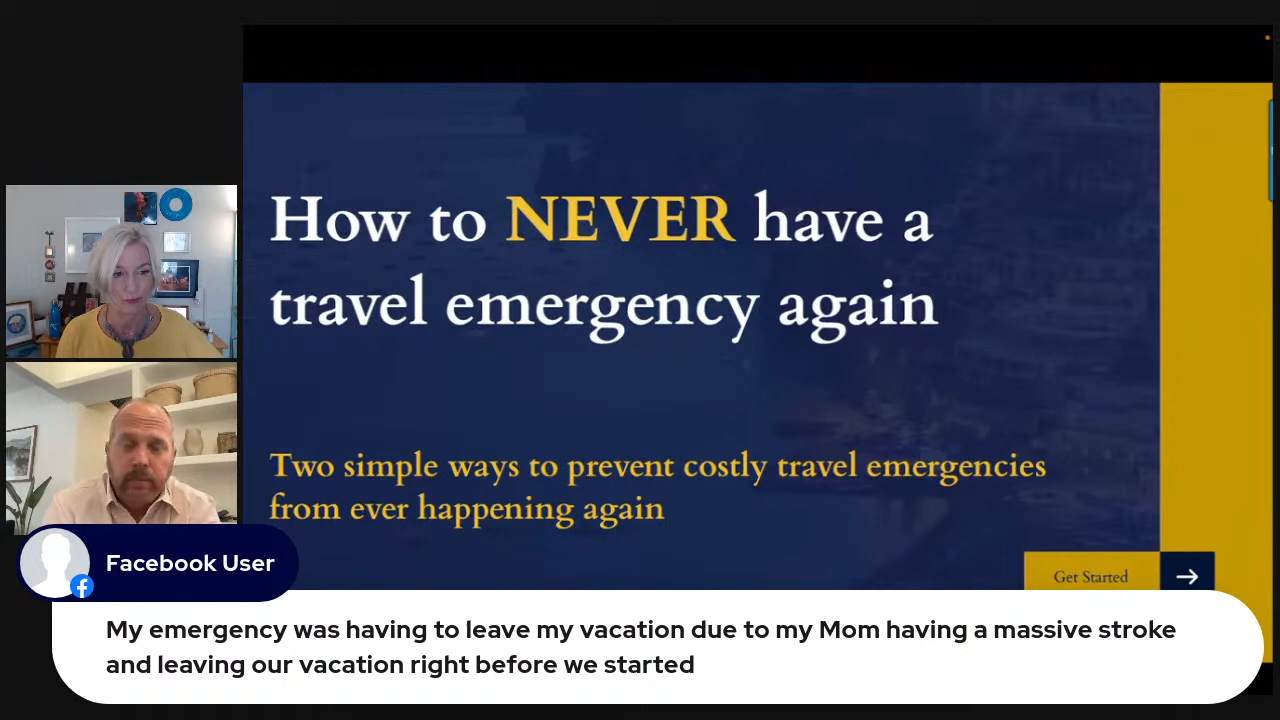 How to NEVER have a
travel emergency again
Two simple ways to prevent costly travel emergencies
from ever happening again
Get Started
Facebook User
My emergency was having to leave my vacation due to my Mom having a massive stroke
and leaving our vacation right before we started